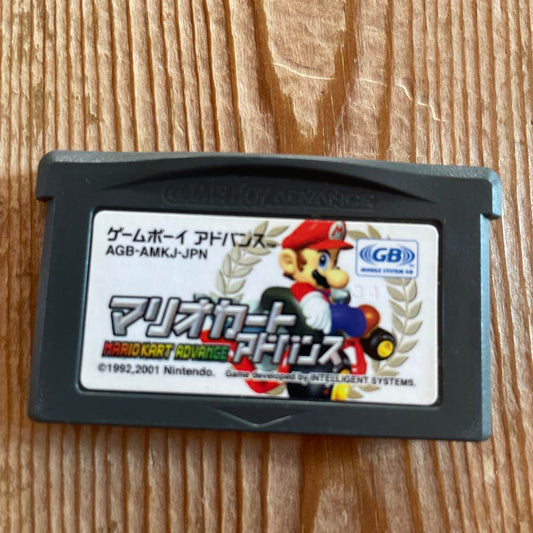 GAME BOY ADVANCE
ゲームボーイ アドバンス™
AGB-AMKJ-JPN
GB
MOBILE SYSTEM GB
マリオカート
アドバンス
MARIO KART ADVANCE
©1992,2001 Nintendo.
Game developed by INTELLIGENT SYSTEMS.